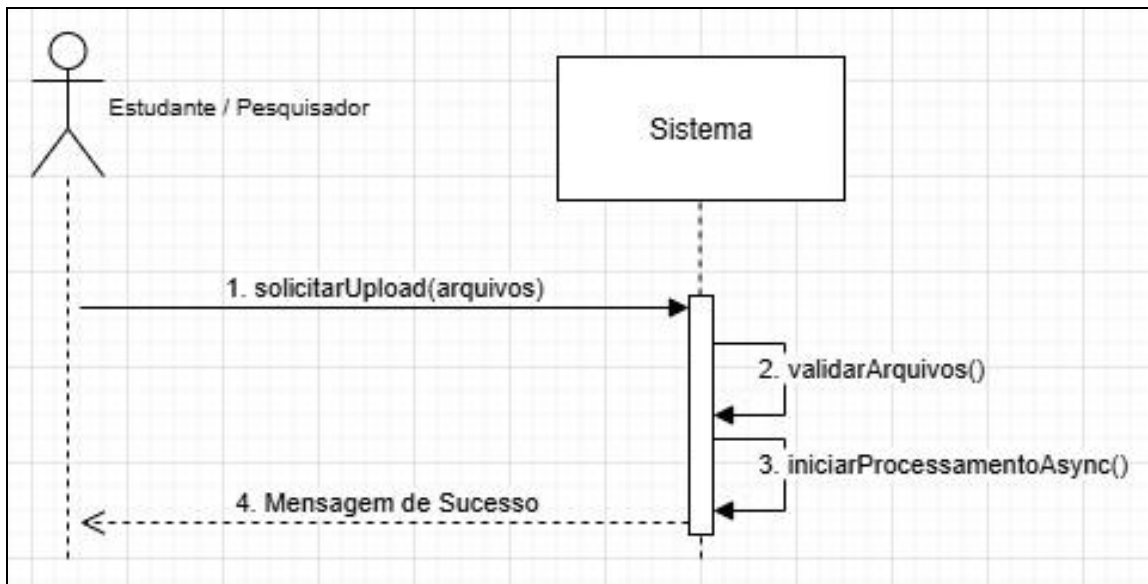 Estudante / Pesquisador
Sistema
1. solicitarUpload(arquivos)
2. validarArquivos()
3. iniciarProcessamentoAsync()
4. Mensagem de Sucesso